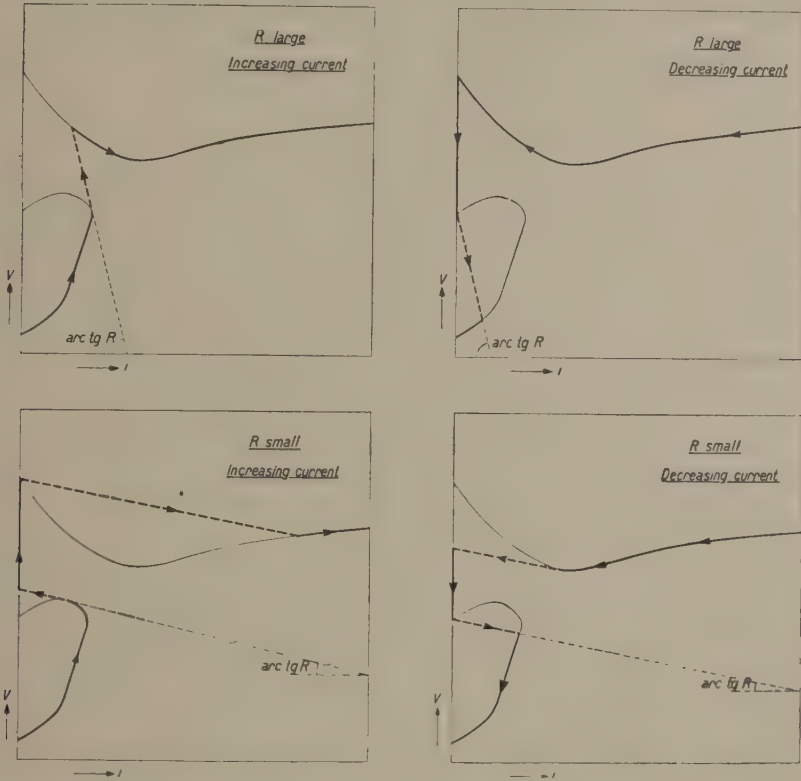 R large
Increasing current
V
arc tg R
I
R large
Decreasing current
V
arc tg R
I
R small
Increasing current
V
arc tg R
I
R small
Decreasing current
V
arc tg R
I